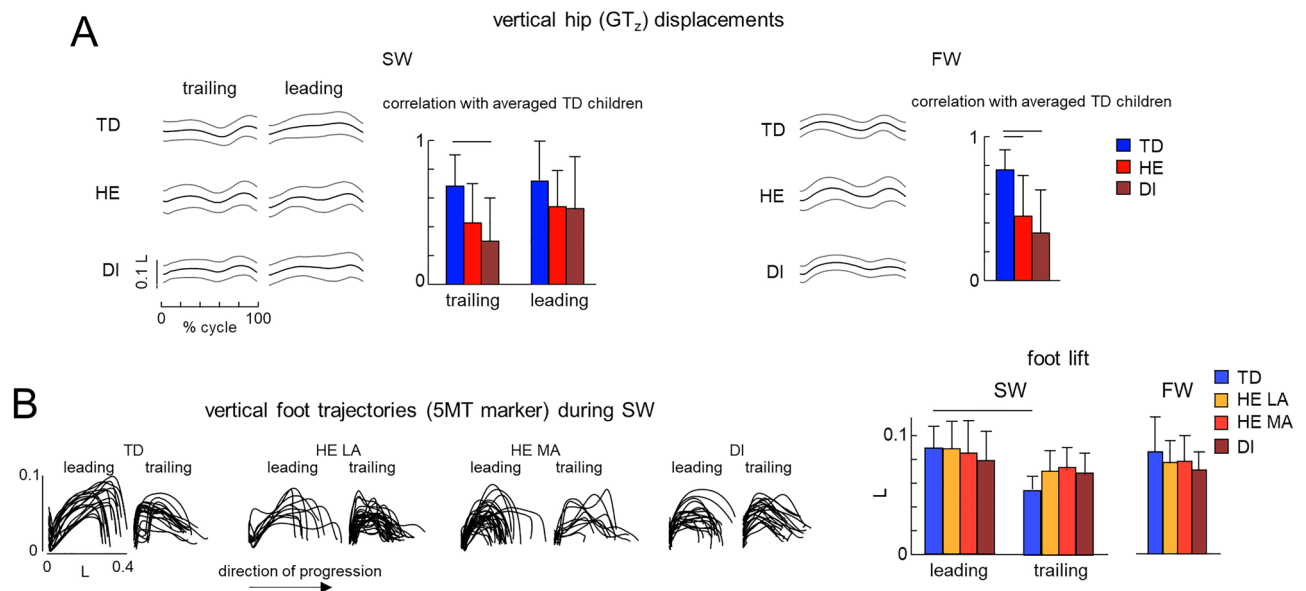 A
vertical hip (GTz) displacements
SW
FW
trailing leading
correlation with averaged TD children
correlation with averaged TD children
TD
HE
DI
0.1 L
0 100
% cycle
1
0
trailing leading
TD
HE
DI
1
0
TD
HE
DI
B
vertical foot trajectories (5MT marker) during SW
TD
leading trailing
HE LA
leading trailing
HE MA
leading trailing
DI
leading trailing
0.1
0
0 L 0.4
direction of progression
foot lift
SW
FW
0.1
L
0
leading trailing
TD
HE LA
HE MA
DI